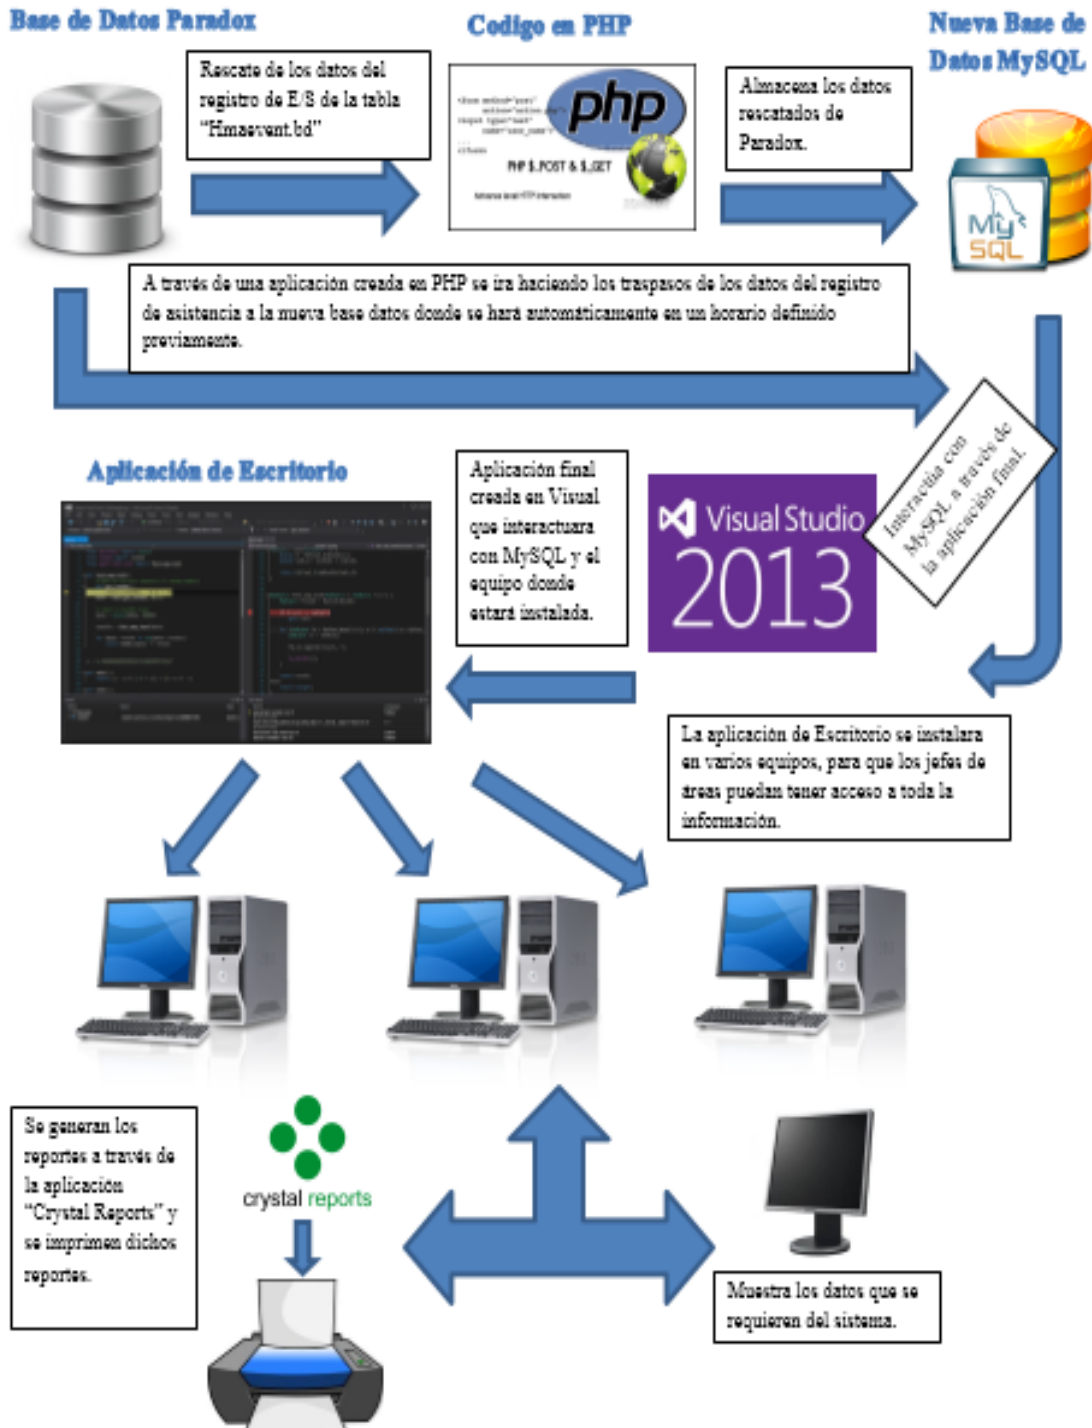 Base de Datos Paradox
Codigo en PHP
Nueva Base de
Datos MySQL
Rescate de los datos del
registro de E/S de la tabla
“Hmaevent.bd”
php
PHP $_POST & $_GET
Almacena los datos
rescatados de
Paradox.
My
SQL
A través de una aplicación creada en PHP se ira haciendo los traspasos de los datos del registro
de asistencia a la nueva base datos donde se hará automáticamente en un horario definido
previamente.
Interactúa con
MySQL a través de
la aplicación final.
Aplicación de Escritorio
Aplicación final
creada en Visual
que interactuara
con MySQL y el
equipo donde
estará instalada.
Visual Studio
2013
La aplicación de Escritorio se instalara
en varios equipos, para que los jefes de
áreas puedan tener acceso a toda la
información.
Se generan los
reportes a través de
la aplicación
“Crystal Reports” y
se imprimen dichos
reportes.
crystal reports
Muestra los datos que se
requieren del sistema.